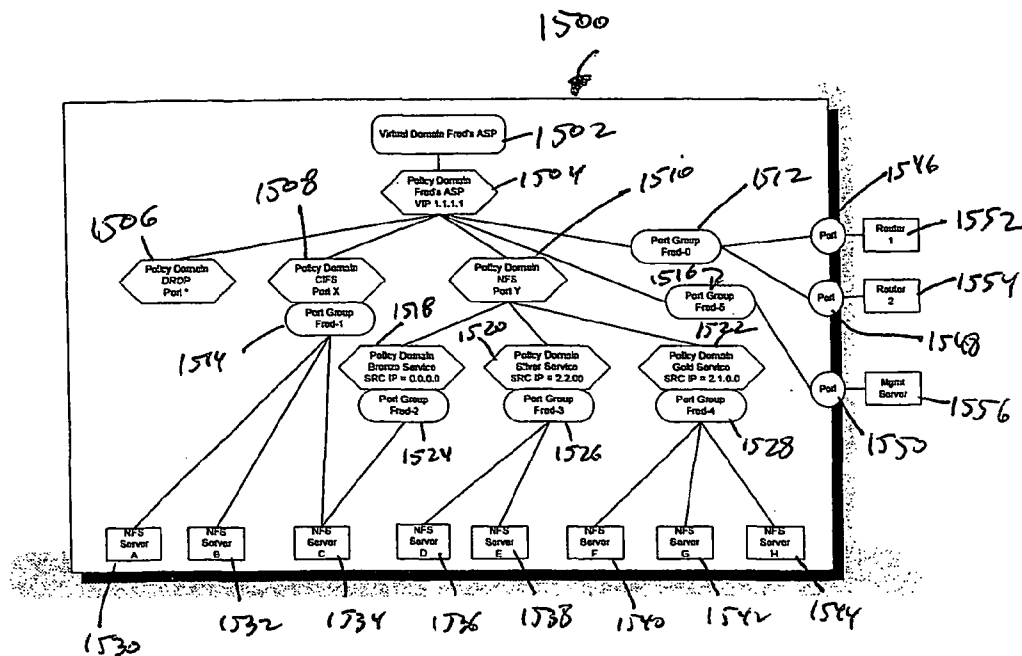 1500
Virtual Domain Fred's ASP
1502
Policy Domain
Fred's ASP
VIP 1.1.1.1
1504
1506
1508
1510
1512
1546
Policy Domain
DROP
Port *
Policy Domain
CIFS
Port X
Policy Domain
NFS
Port Y
Port Group
Fred-0
Port
Router
1
1552
Port Group
Fred-1
1514
1516
Port Group
Fred-5
Port
Router
2
1554
1548
1518
1520
1522
Policy Domain
Bronze Service
SRC IP = 0.0.0.0
Policy Domain
Silver Service
SRC IP = 2.2.00
Policy Domain
Gold Service
SRC IP = 2.1.0.0
Port Group
Fred-2
1524
Port Group
Fred-3
1526
Port Group
Fred-4
1528
Port
Mgmt
Server
1556
1550
NFS
Server
A
NFS
Server
B
NFS
Server
C
NFS
Server
D
NFS
Server
E
NFS
Server
F
NFS
Server
G
NFS
Server
H
1530
1532
1534
1536
1538
1540
1542
1544